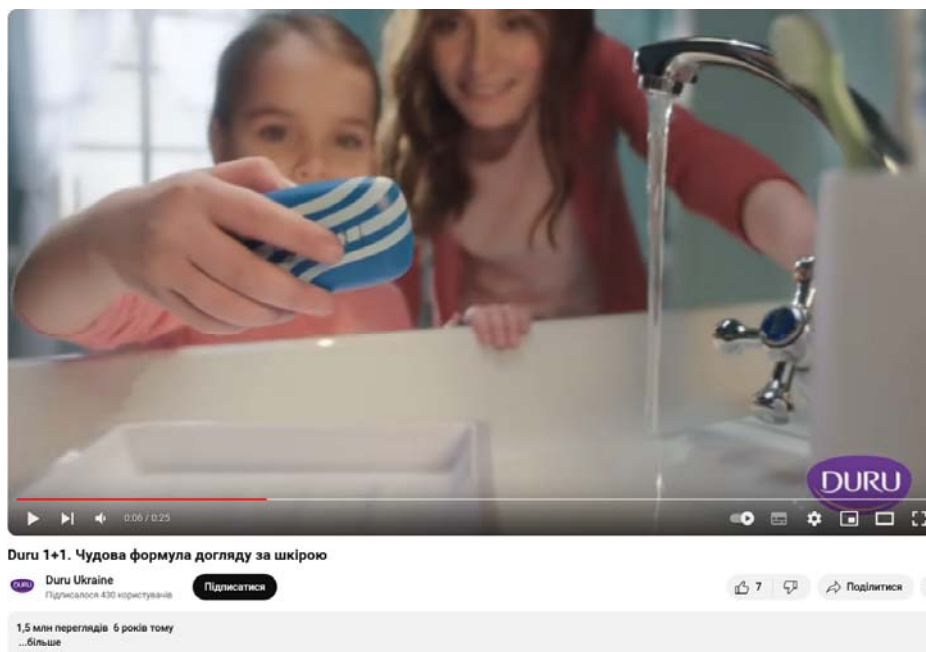 DURU
0:06 / 0:25
Duru 1+1. Чудова формула догляду за шкірою
DURU
Duru Ukraine
Підписалося 430 користувачів
Підписатися
7
Поділитися
1,5 млн переглядів 6 років тому
...більше